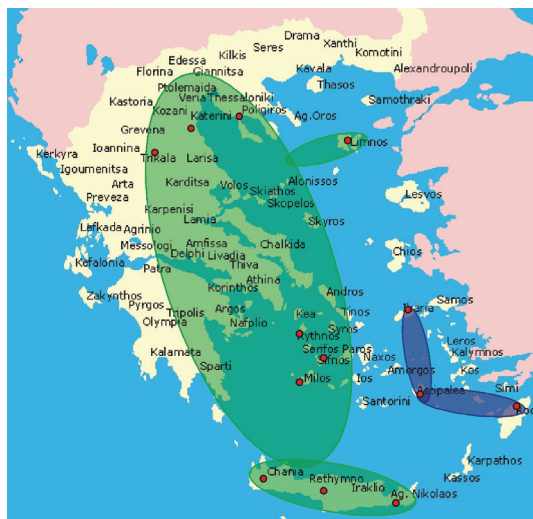 Drama
Xanthi
Kilkis
Seres
Komotini
Edessa
Florina
Giannitsa
Kavala
Alexandroupoli
Ptolemaida
Thasos
Kastoria
Veria
Thessaloniki
Samothraki
Kozani
Katerini
Poligiros
Ag.Oros
Grevena
Ioannina
Limnos
Kerkyra
Trikala
Larisa
Igoumenitsa
Arta
Karditsa
Volos
Alonissos
Skiathos
Lesvos
Preveza
Skopelos
Karpenisi
Lamia
Skyros
Lefkada
Agrinio
Messologi
Amfissa
Chalkida
Chios
Delphi
Livadia
Kefalonia
Patra
Thiva
Athina
Korinthos
Andros
Zakynthos
Pyrgos
Ikaria
Samos
Tripolis
Argos
Kea
Tinos
Olympia
Nafplio
Syros
Kythnos
Leros
Kalamata
Serifos
Paros
Kalymnos
Sifnos
Naxos
Sparti
Amorgos
Kos
Milos
Ios
Astipalea
Simi
Santorini
Karpathos
Chania
Rethymno
Kassos
Iraklio
Ag. Nikolaos